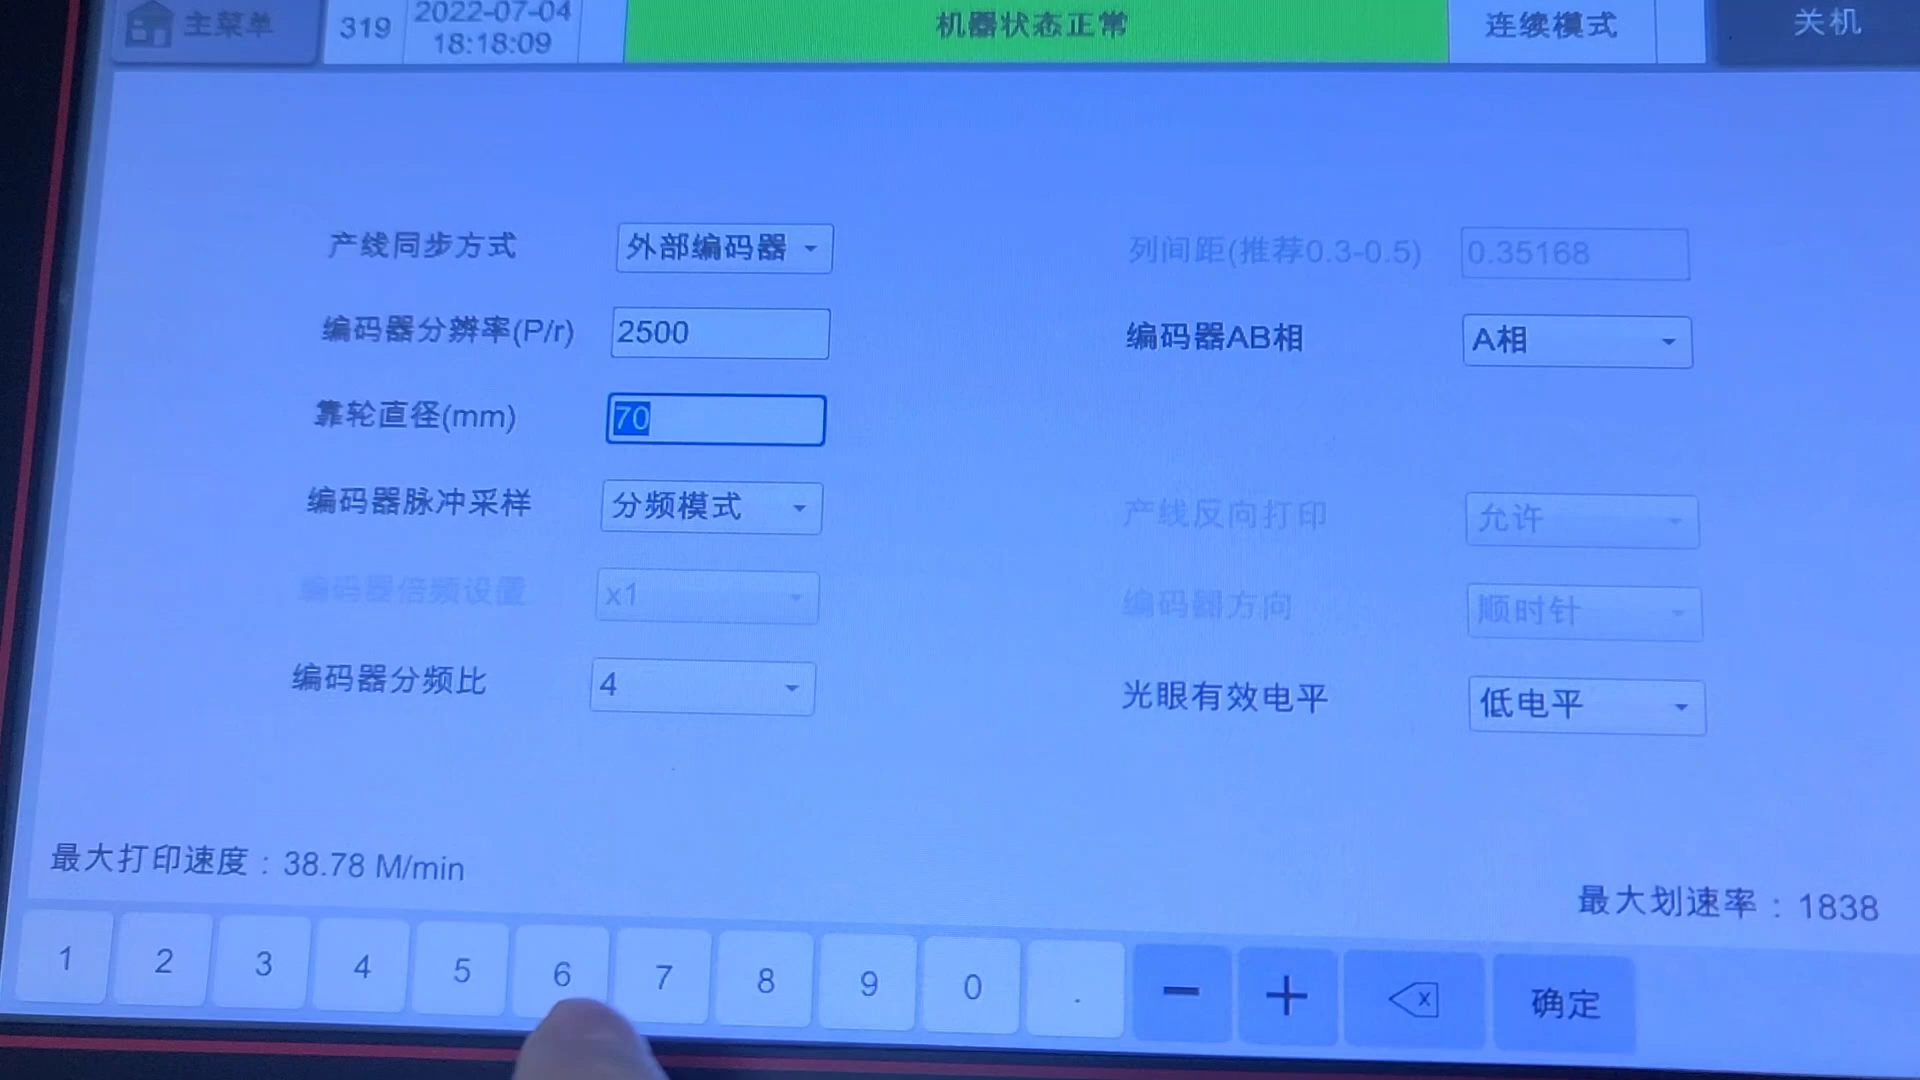 主菜单
319
2022-07-04
18:18:09
机器状态正常
连续模式
关机
产线同步方式
外部编码器
列间距(推荐0.3-0.5)
0.35168
编码器分辨率(P/r)
2500
编码器AB相
A相
靠轮直径(mm)
70
编码器脉冲采样
分频模式
产线反向打印
允许
编码器倍频设置
x1
编码器方向
顺时针
编码器分频比
4
光眼有效电平
低电平
最大打印速度：38.78 M/min
最大划速率：1838
1
2
3
4
5
6
7
8
9
0
.
−
+
确定